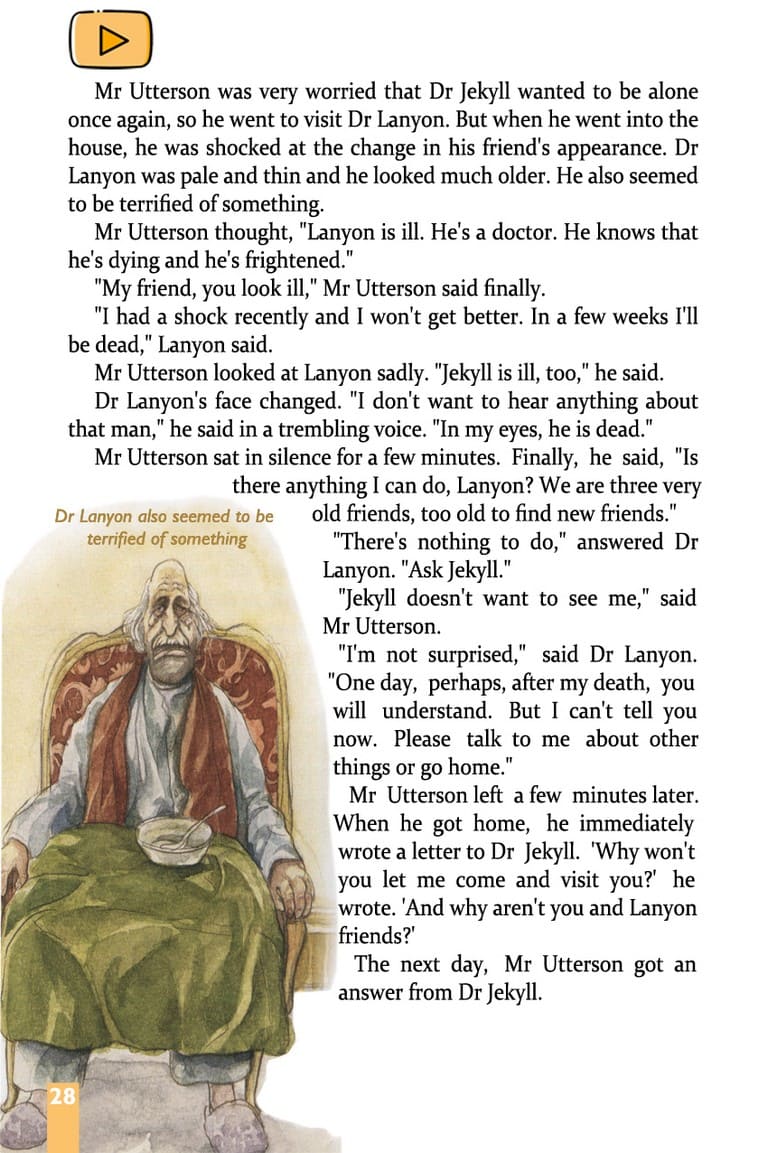 Mr Utterson was very worried that Dr Jekyll wanted to be alone
once again, so he went to visit Dr Lanyon. But when he went into the
house, he was shocked at the change in his friend's appearance. Dr
Lanyon was pale and thin and he looked much older. He also seemed
to be terrified of something.
Mr Utterson thought, "Lanyon is ill. He's a doctor. He knows that
he's dying and he's frightened."
"My friend, you look ill," Mr Utterson said finally.
"I had a shock recently and I won't get better. In a few weeks I'll
be dead," Lanyon said.
Mr Utterson looked at Lanyon sadly. "Jekyll is ill, too," he said.
Dr Lanyon's face changed. "I don't want to hear anything about
that man," he said in a trembling voice. "In my eyes, he is dead."
Mr Utterson sat in silence for a few minutes. Finally, he said, "Is
there anything I can do, Lanyon? We are three very
old friends, too old to find new friends."
"There's nothing to do," answered Dr
Lanyon. "Ask Jekyll."
"Jekyll doesn't want to see me," said
Mr Utterson.
"I'm not surprised," said Dr Lanyon.
"One day, perhaps, after my death, you
will understand. But I can't tell you
now. Please talk to me about other
things or go home."
Mr Utterson left a few minutes later.
When he got home, he immediately
wrote a letter to Dr Jekyll. 'Why won't
you let me come and visit you?' he
wrote. 'And why aren't you and Lanyon
friends?'
The next day, Mr Utterson got an
answer from Dr Jekyll.
Dr Lanyon also seemed to be
terrified of something
28